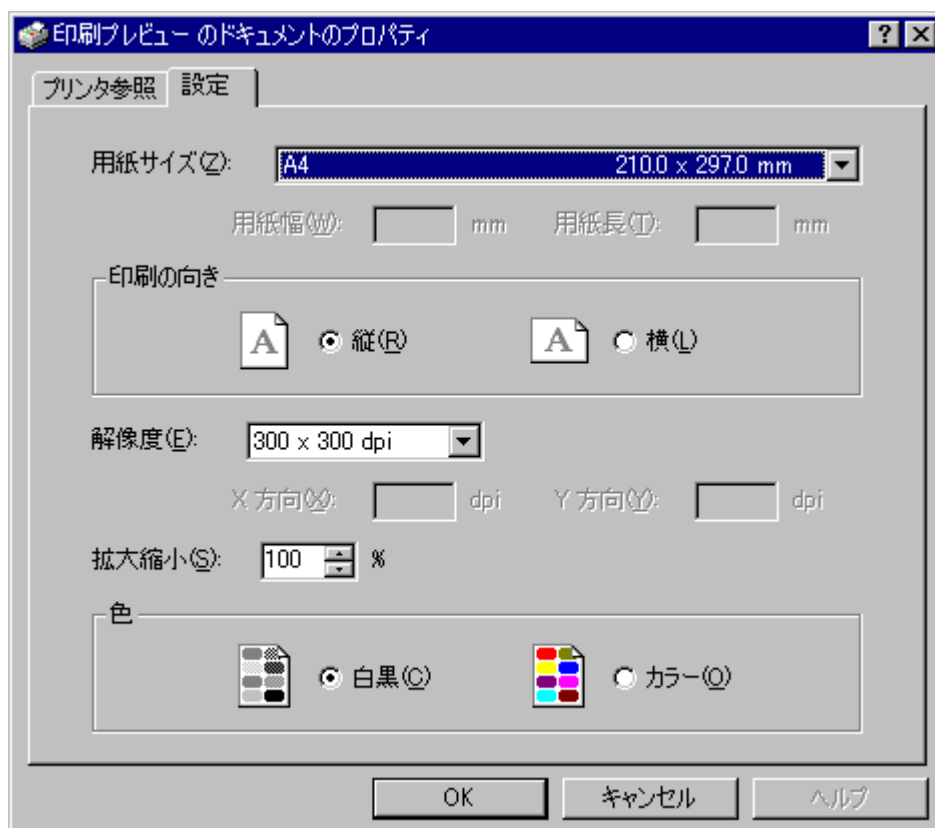 印刷プレビュー のドキュメントのプロパティ
プリンタ参照 設定
用紙サイズ(Z): A4 210.0 x 297.0 mm
用紙幅(W): mm 用紙長(T): mm
印刷の向き
A 縦(R) A 横(L)
解像度(E): 300 x 300 dpi
X 方向(X): dpi Y 方向(Y): dpi
拡大縮小(S): 100 %
色
白黒(C) カラー(O)
OK キャンセル ヘルプ